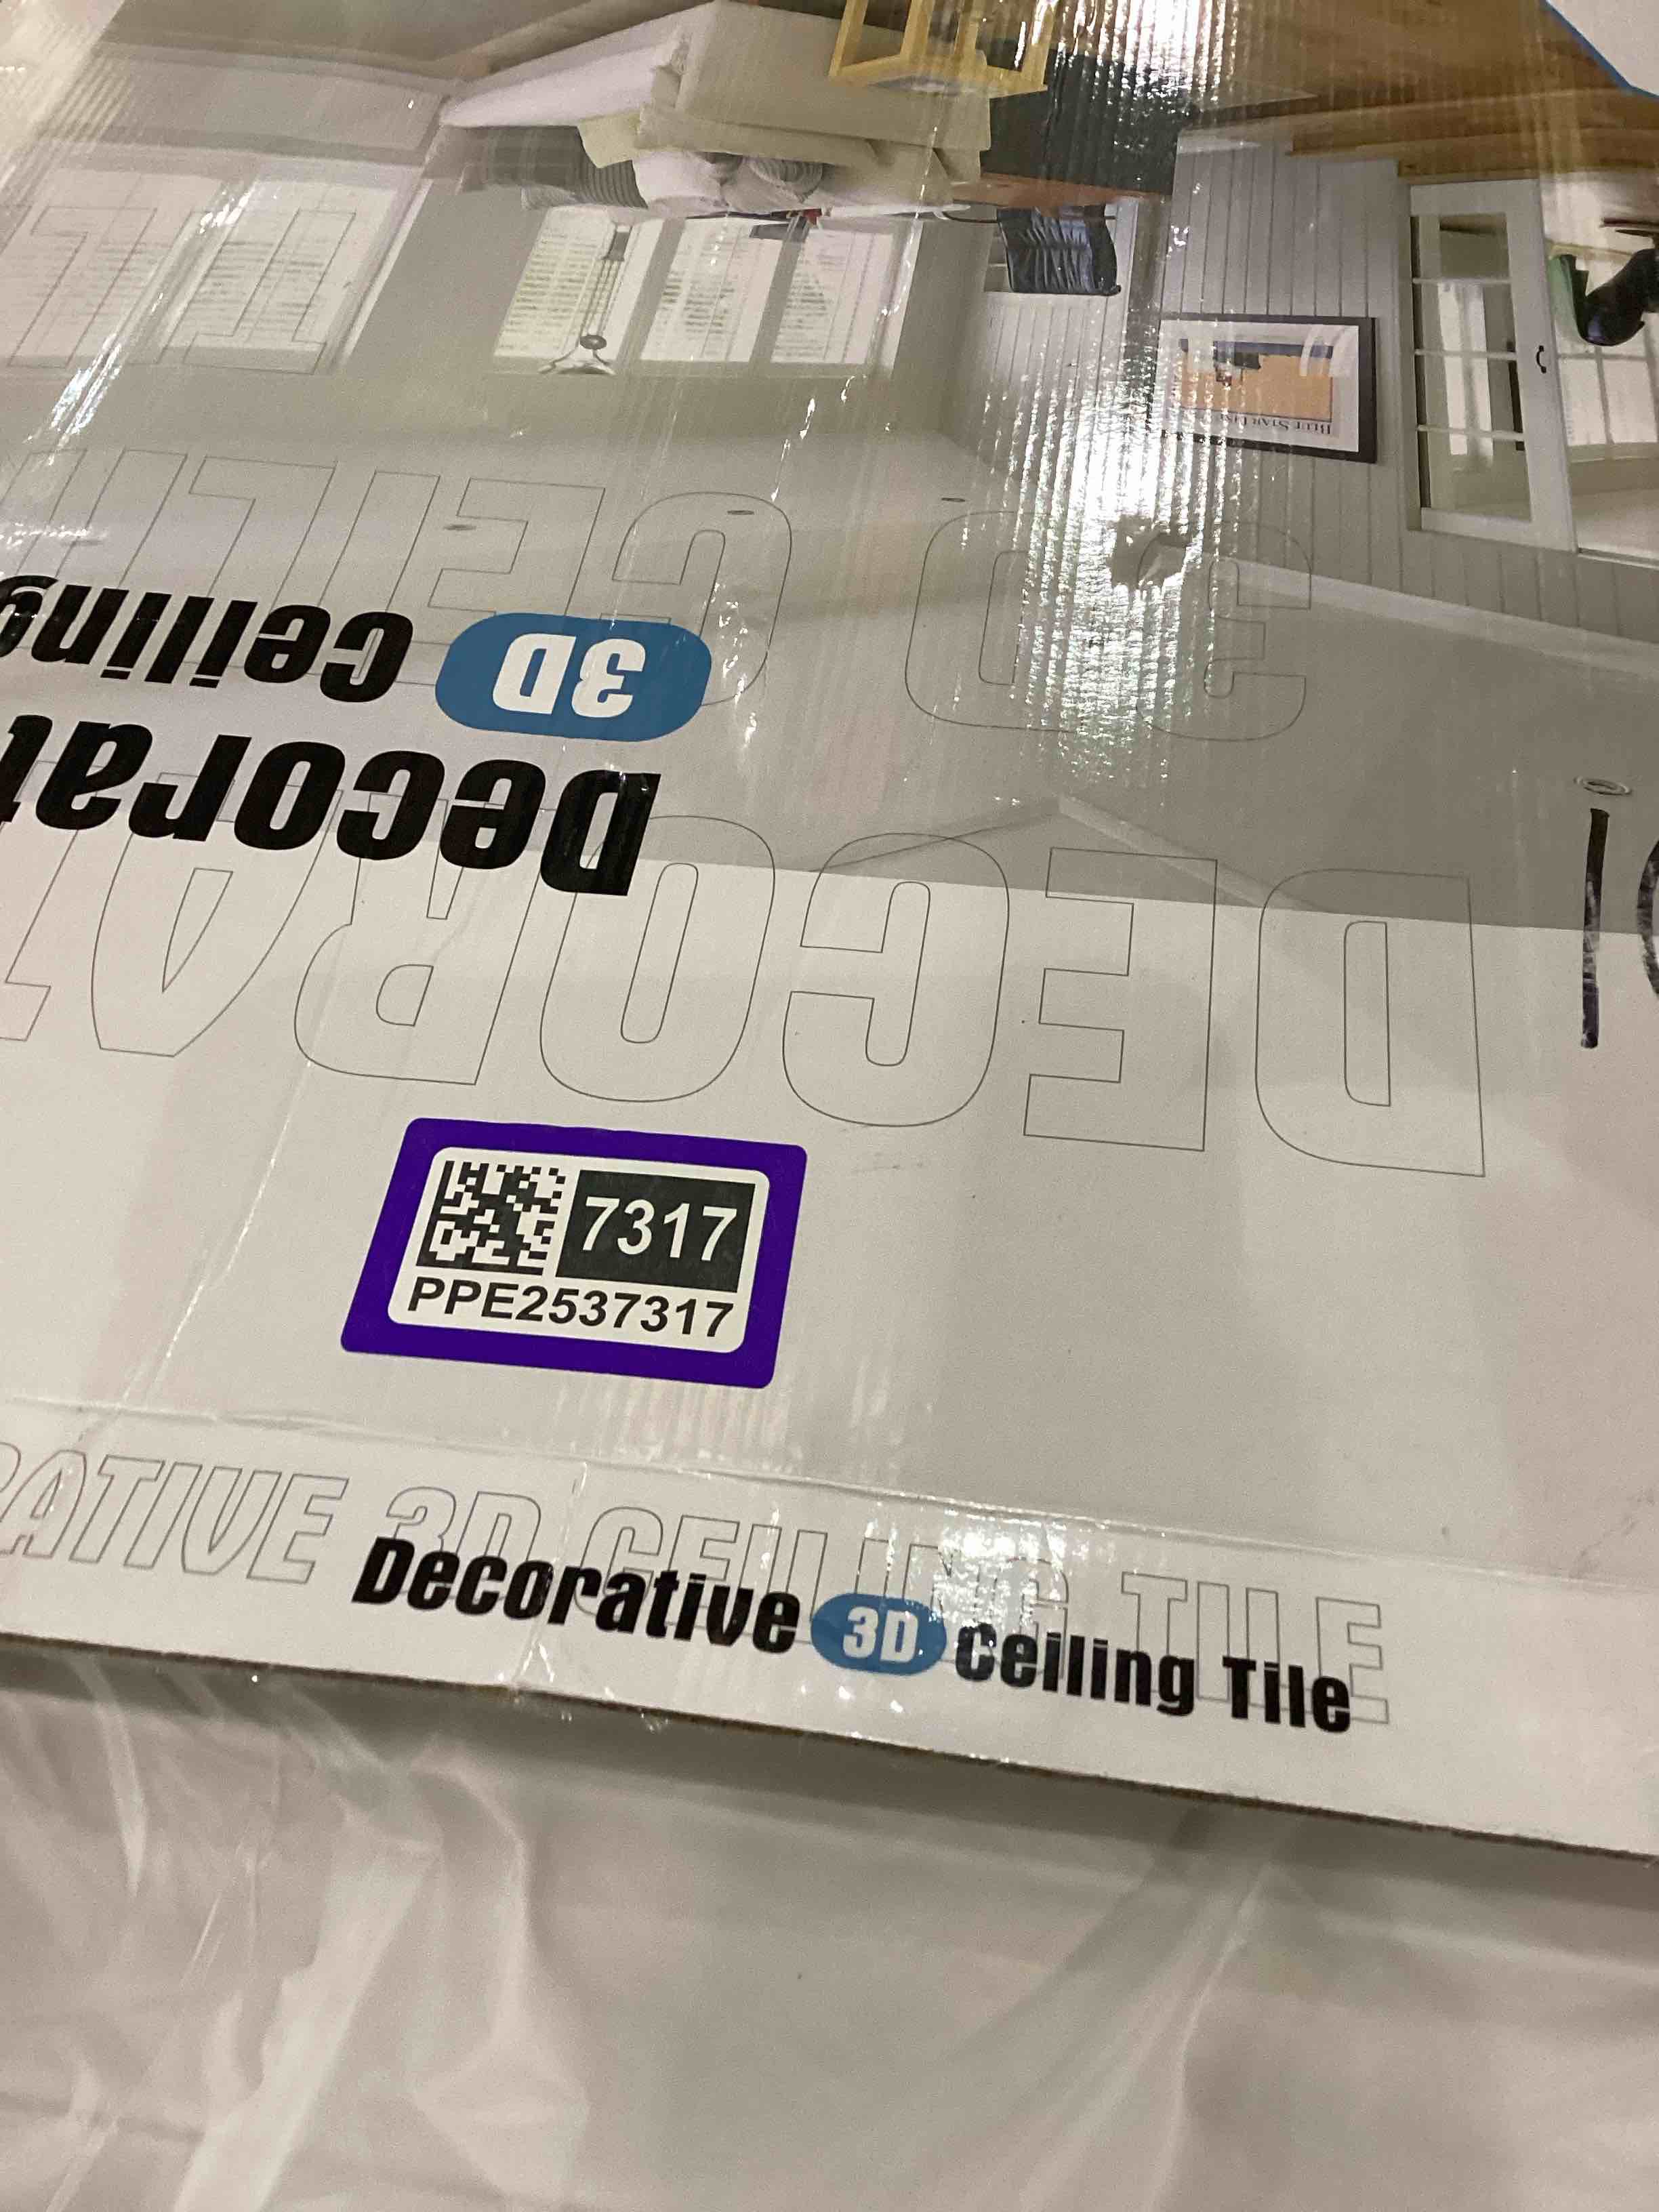 Decorat
3D ceiling
3D CEILI
DECORAT
7317
PPE2537317
RATIVE 3D CEILING TILE
Decorative 3D ceiling Tile